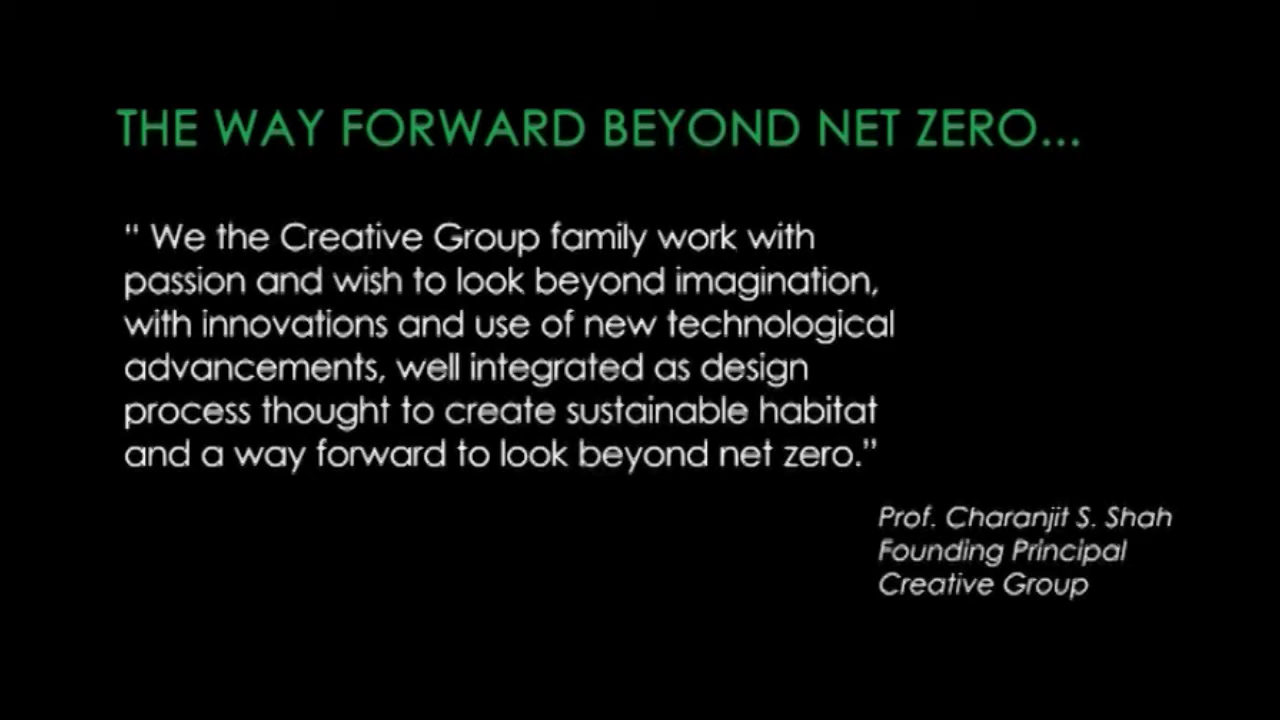 THE WAY FORWARD BEYOND NET ZERO...
“ We the Creative Group family work with
passion and wish to look beyond imagination,
with innovations and use of new technological
advancements, well integrated as design
process thought to create sustainable habitat
and a way forward to look beyond net zero.”
Prof. Charanjit S. Shah
Founding Principal
Creative Group